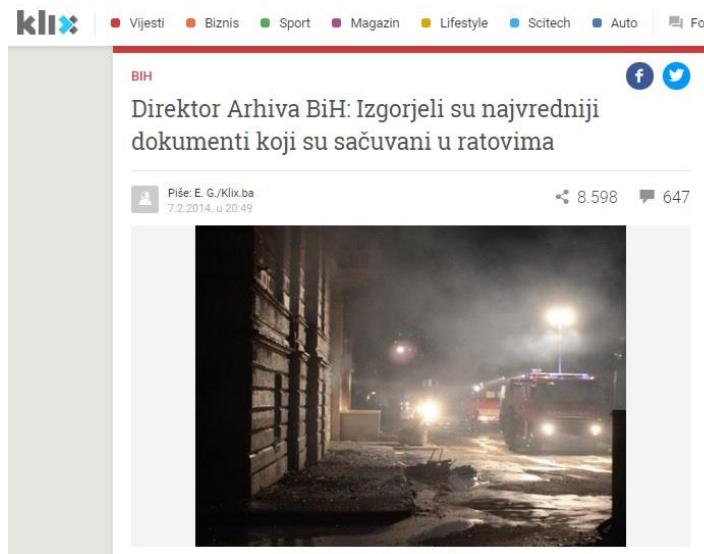 klix
Vijesti Biznis Sport Magazin Lifestyle Scitech Auto Fo
BIH
Direktor Arhiva BiH: Izgorjeli su najvredniji
dokumenti koji su sačuvani u ratovima
Piše: E. G./Klix.ba
7.2.2014. u 20:49
8.598 647